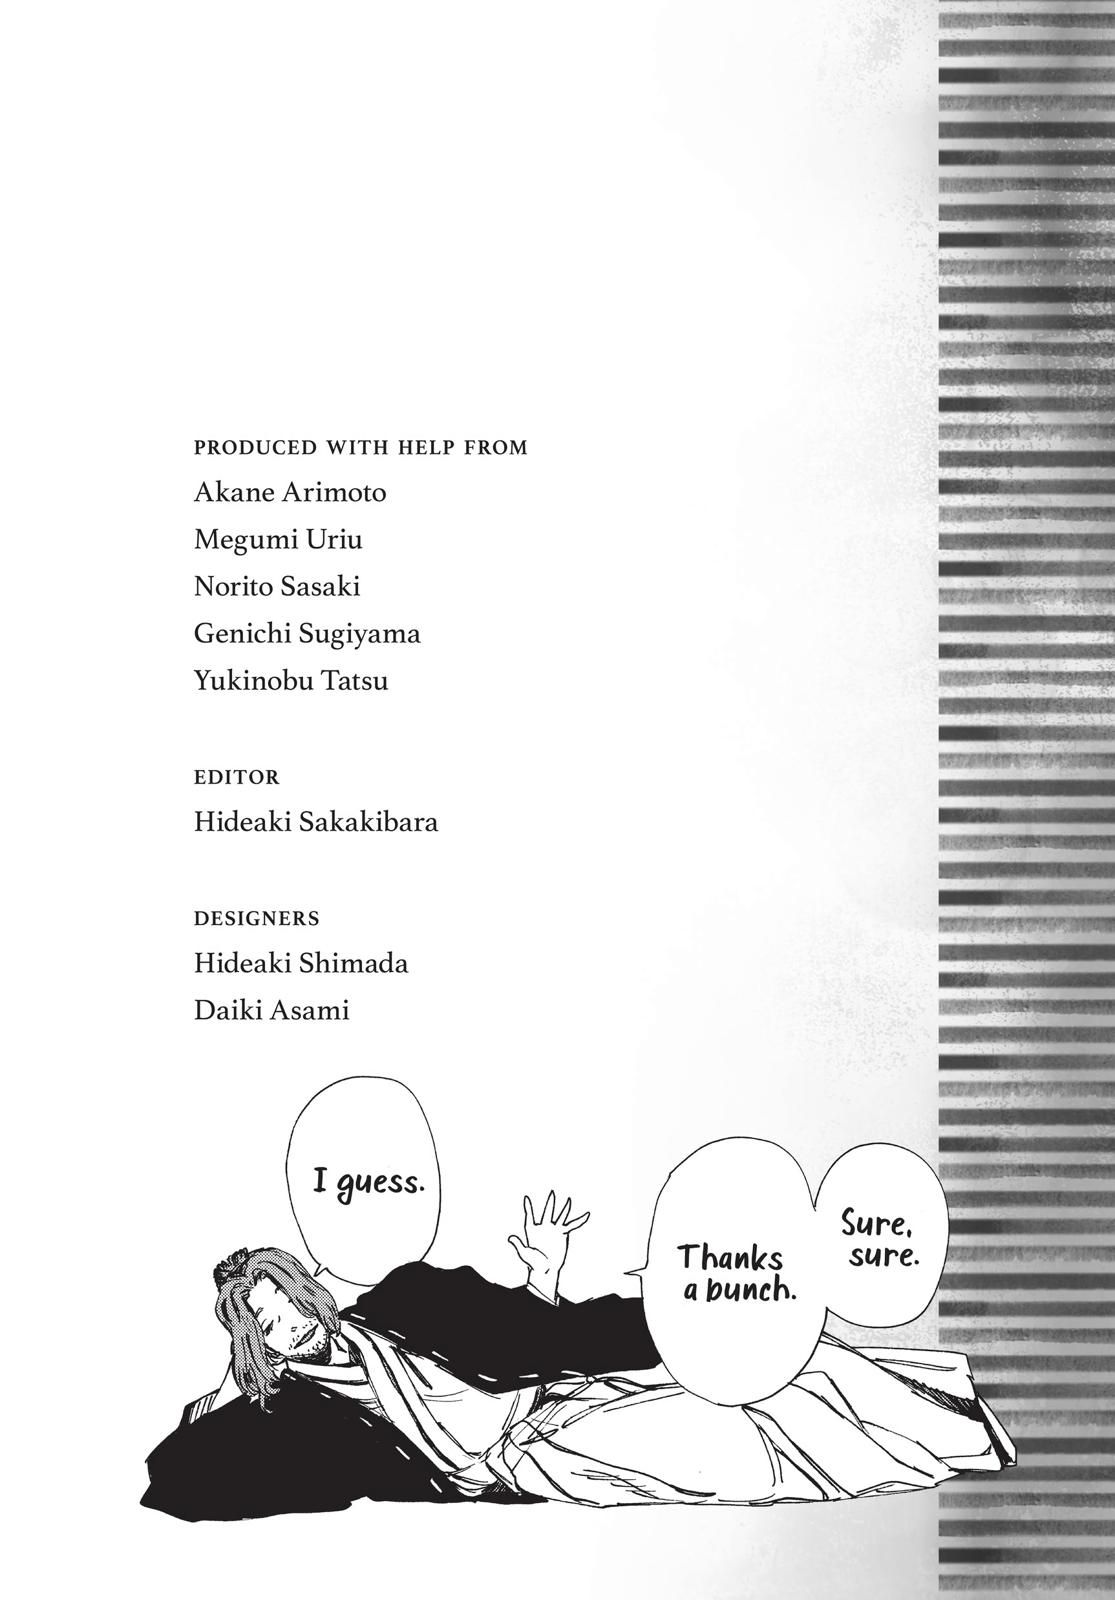 PRODUCED WITH HELP FROM
Akane Arimoto
Megumi Uriu
Norito Sasaki
Genichi Sugiyama
Yukinobu Tatsu
EDITOR
Hideaki Sakakibara
DESIGNERS
Hideaki Shimada
Daiki Asami
I guess.
Thanks
a bunch.
Sure,
sure.